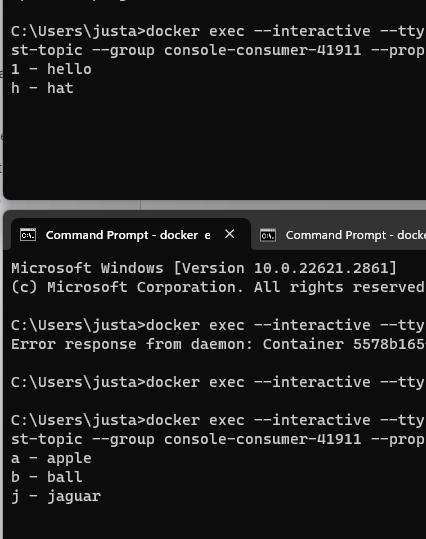 C:\Users\justa>docker exec --interactive --tty
st-topic --group console-consumer-41911 --prop
1 - hello
h - hat
Command Prompt - docker e
Command Prompt - docke
Microsoft Windows [Version 10.0.22621.2861]
(c) Microsoft Corporation. All rights reserved
C:\Users\justa>docker exec --interactive --tty
Error response from daemon: Container 5578b165
C:\Users\justa>docker exec --interactive --tt
C:\Users\justa>docker exec --interactive --tty
st-topic --group console-consumer-41911 --prop
a - apple
b - ball
j - jaguar